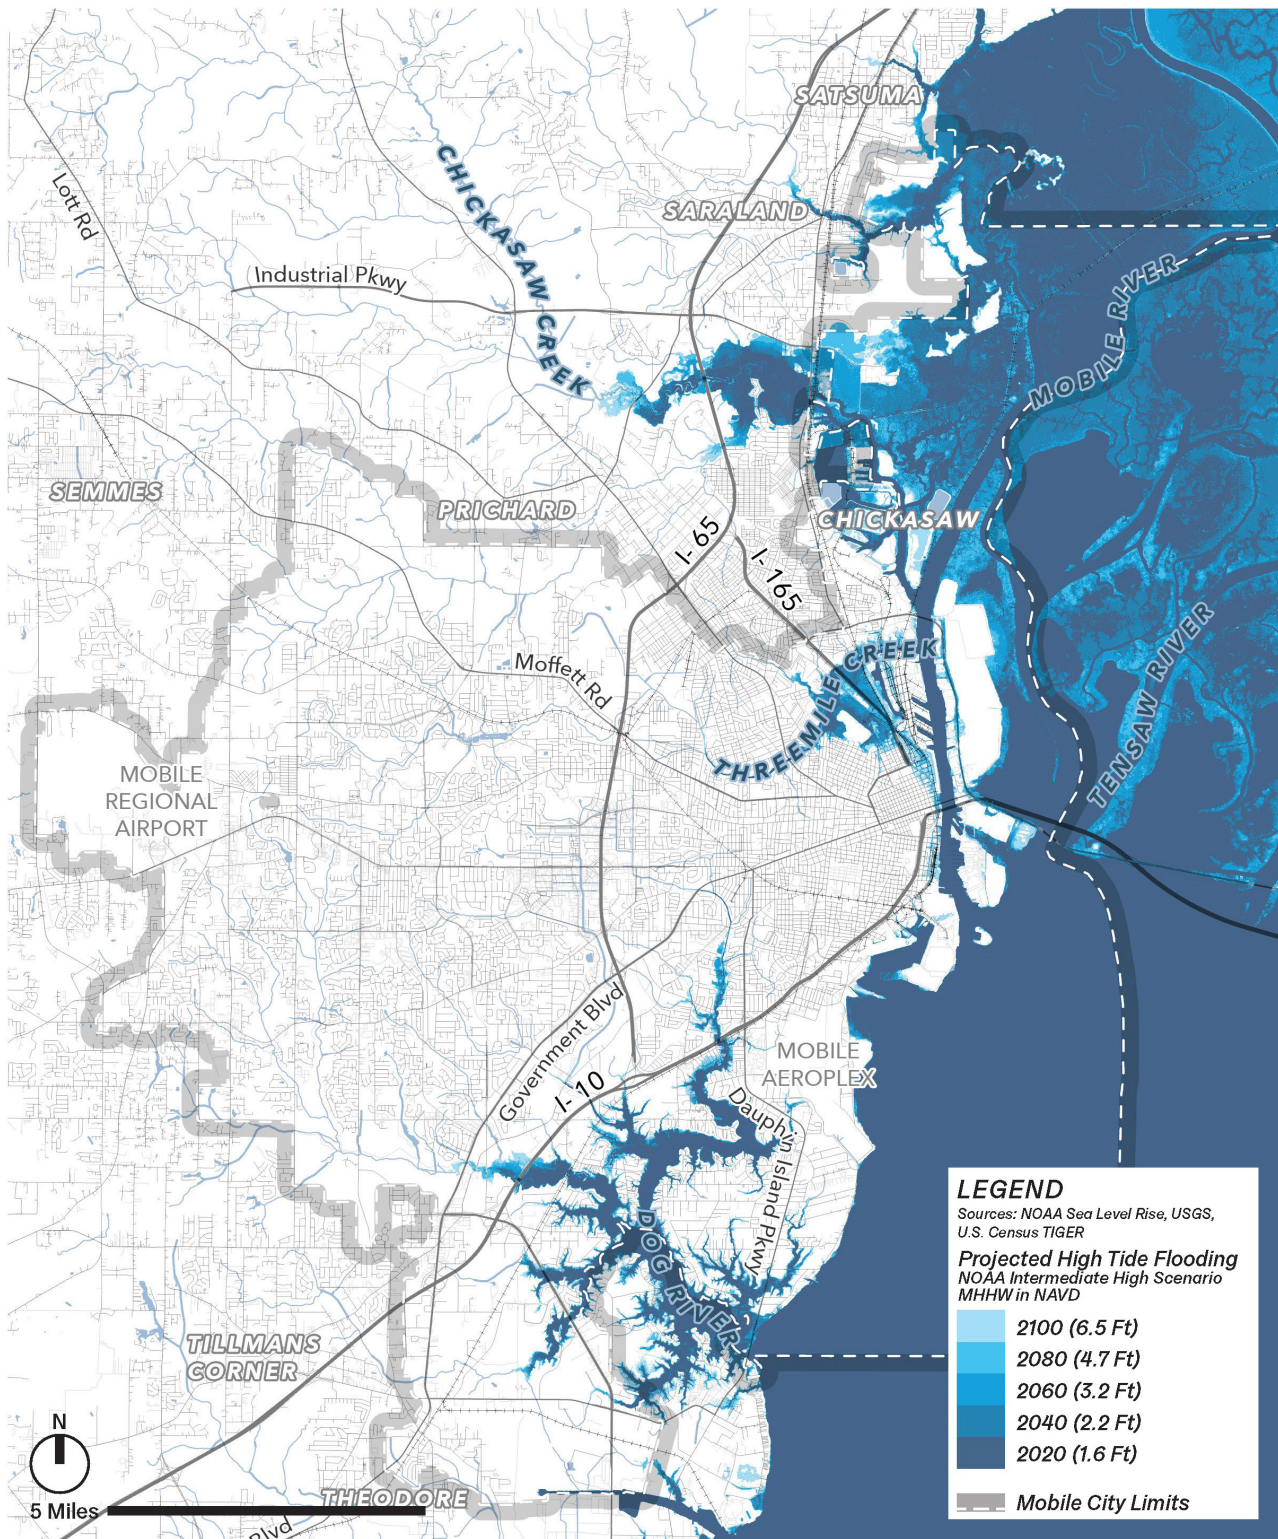 SATSUMA
CHICKASAW CREEK
Lott Rd
SARALAND
Industrial Pkwy
MOBILE RIVER
SEMMES
PRICHARD
CHICKASAW
I- 65
I- 165
THREEMILE CREEK
Moffett Rd
TENSAW RIVER
MOBILE
REGIONAL
AIRPORT
Government Blvd
I- 10
MOBILE
AEROPLEX
Dauphin Island Pkwy
DOG RIVER
TILLMANS
CORNER
THEODORE
Blvd
N
5 Miles
LEGEND
Sources: NOAA Sea Level Rise, USGS,
U.S. Census TIGER
Projected High Tide Flooding
NOAA Intermediate High Scenario
MHHW in NAVD
2100 (6.5 Ft)
2080 (4.7 Ft)
2060 (3.2 Ft)
2040 (2.2 Ft)
2020 (1.6 Ft)
Mobile City Limits